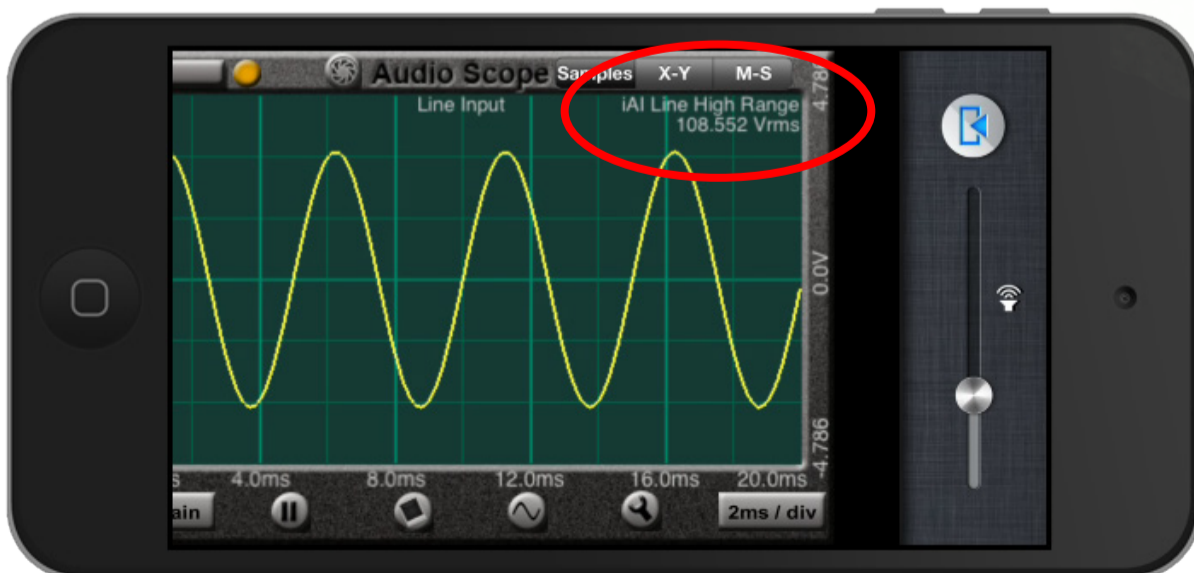 Audio Scope Samples X-Y M-S
Line Input
iAI Line High Range
108.552 Vrms
4.786
0.0V
-4.786
s 4.0ms 8.0ms 12.0ms 16.0ms 20.0ms
ain 2ms / div